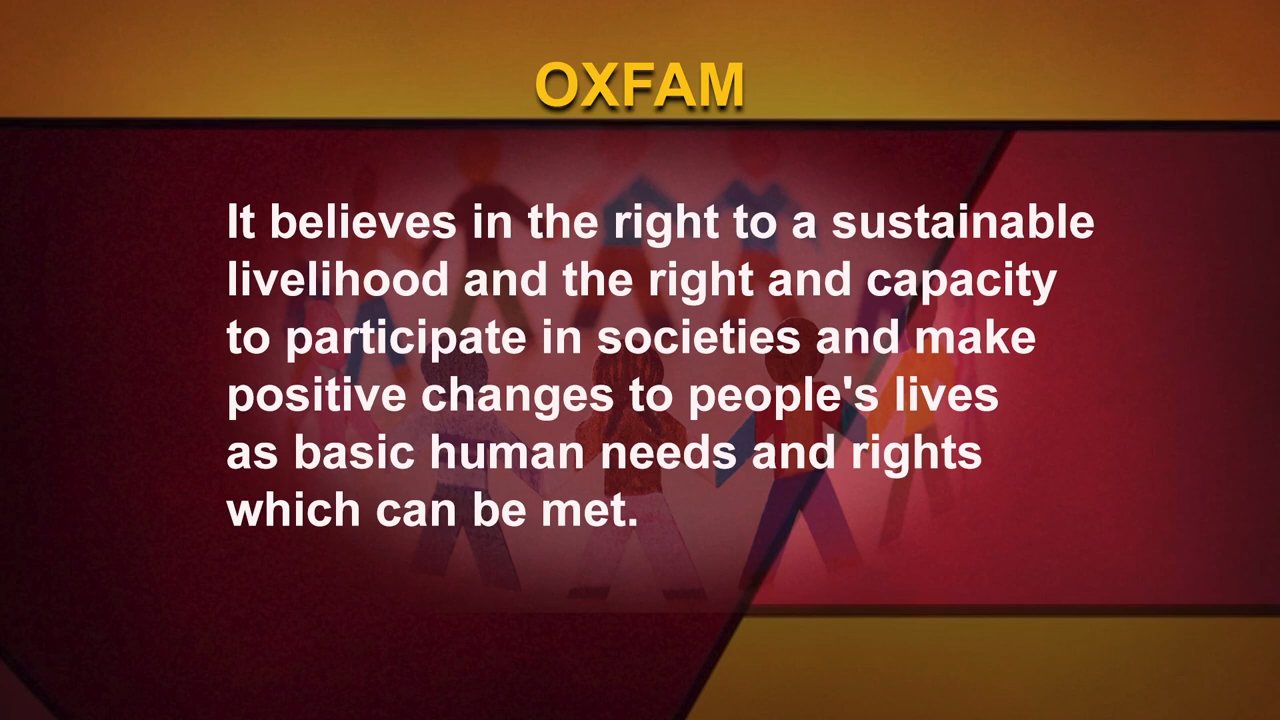 OXFAM
It believes in the right to a sustainable
livelihood and the right and capacity
to participate in societies and make
positive changes to people's lives
as basic human needs and rights
which can be met.